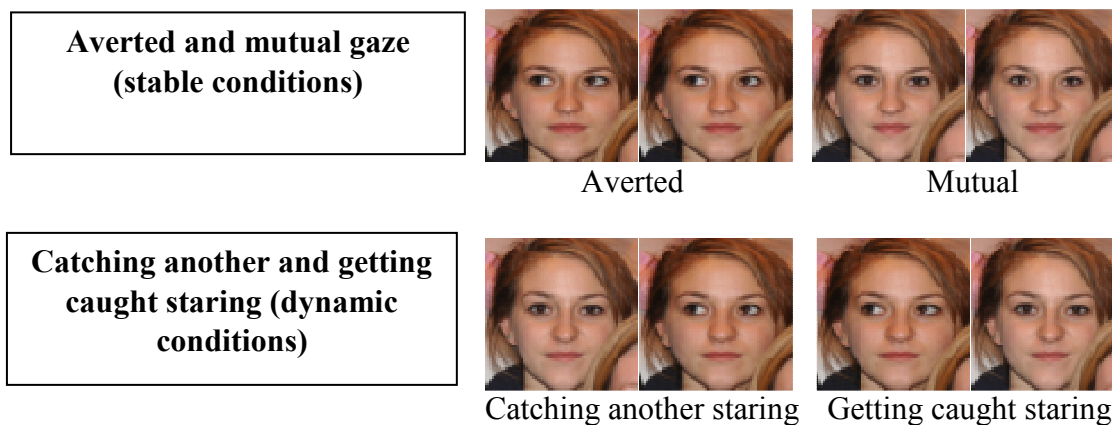 Averted and mutual gaze
(stable conditions)
Averted
Mutual
Catching another and getting
caught staring (dynamic
conditions)
Catching another staring
Getting caught staring